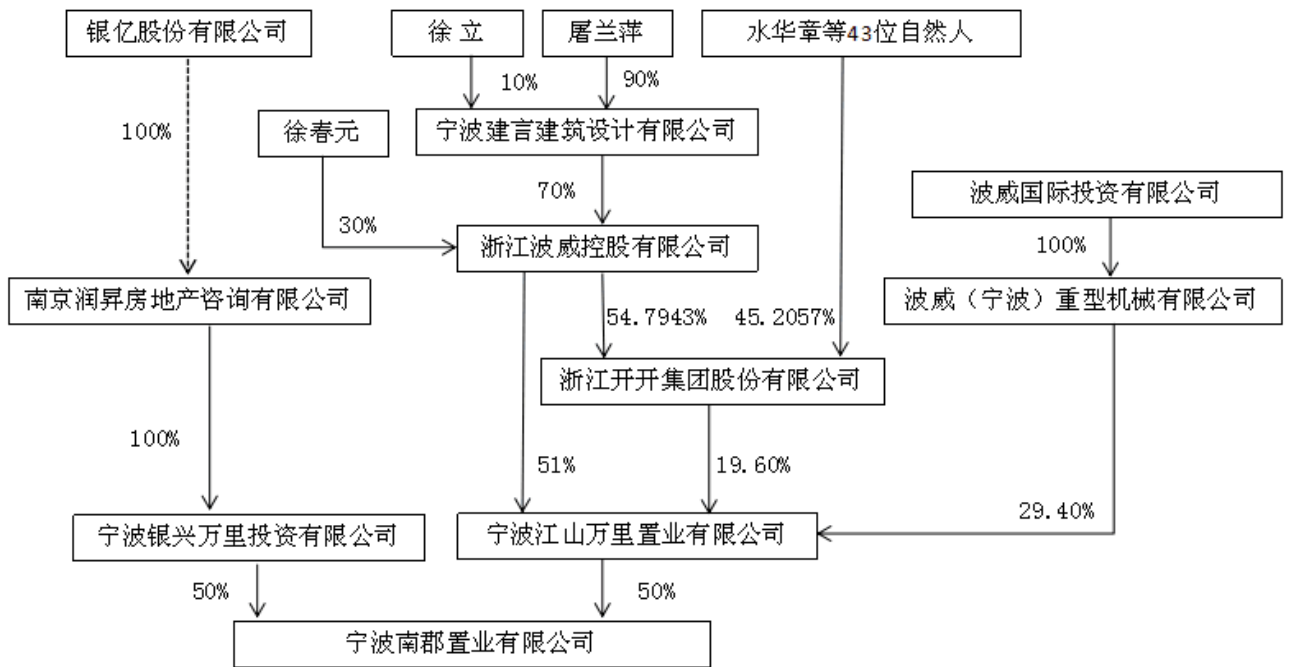 银亿股份有限公司
徐 立
屠兰萍
水华章等43位自然人
10%
90%
100%
徐春元
宁波建言建筑设计有限公司
70%
波威国际投资有限公司
30%
浙江波威控股有限公司
100%
南京润昇房地产咨询有限公司
54.7943%
45.2057%
波威（宁波）重型机械有限公司
浙江开开集团股份有限公司
100%
51%
19.60%
29.40%
宁波银兴万里投资有限公司
宁波江山万里置业有限公司
50%
50%
宁波南郡置业有限公司